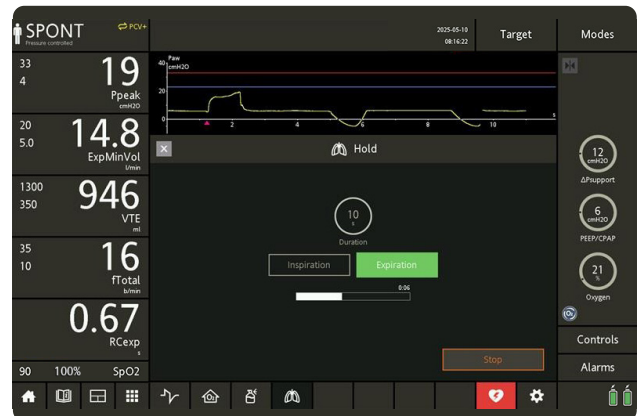 SPONT
Pressure controlled
PCV+
2025-05-10
08:16:22
Target
Modes
33
4
19
Ppeak
cmH2O
20
5.0
14.8
ExpMinVol
l/min
1300
350
946
VTE
ml
35
10
16
fTotal
b/min
0.67
RCexp
s
90 100% SpO2
Paw
cmH2O
40
20
0
2 4 6 8 10 s
Hold
10
s
Duration
Inspiration Expiration
0:06
Stop
12
cmH2O
ΔPsupport
6
cmH2O
PEEP/CPAP
21
%
Oxygen
O2
Controls
Alarms
O2